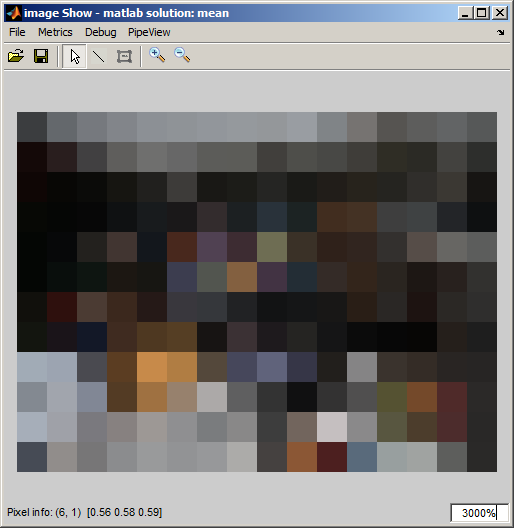 image Show - matlab solution: mean
File Metrics Debug PipeView
Pixel info: (6, 1) [0.56 0.58 0.59]
3000%